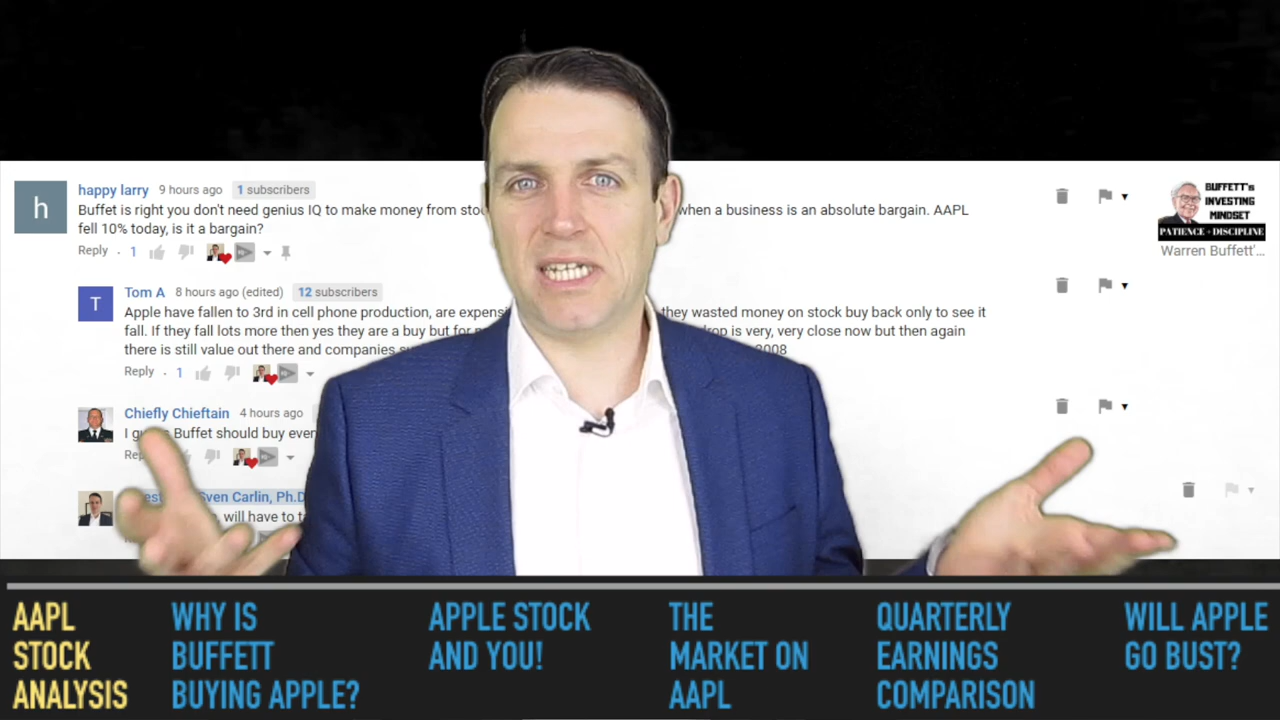 happy larry 9 hours ago 1 subscribers
Buffet is right you don't need genius IQ to make money from when a business is an absolute bargain. AAPL
fell 10% today, is it a bargain?
Reply · 1
Tom A 8 hours ago (edited) 12 subscribers
Apple have fallen to 3rd in cell phone production, are they wasted money on stock buy back only to see it
fall. If they fall lots more then yes they are a buy but for is very, very close now but then again
there is still value out there and companies 2008
Reply · 1
Chiefly Chieftain 4 hours ago
I Buffet should buy
Sven Carlin, Ph.D
will have to
h
T
BUFFETT's
INVESTING
MINDSET
PATIENCE + DISCIPLINE
Warren Buffett'...
AAPL
STOCK
ANALYSIS
WHY IS
BUFFETT
BUYING APPLE?
APPLE STOCK
AND YOU!
THE
MARKET ON
AAPL
QUARTERLY
EARNINGS
COMPARISON
WILL APPLE
GO BUST?